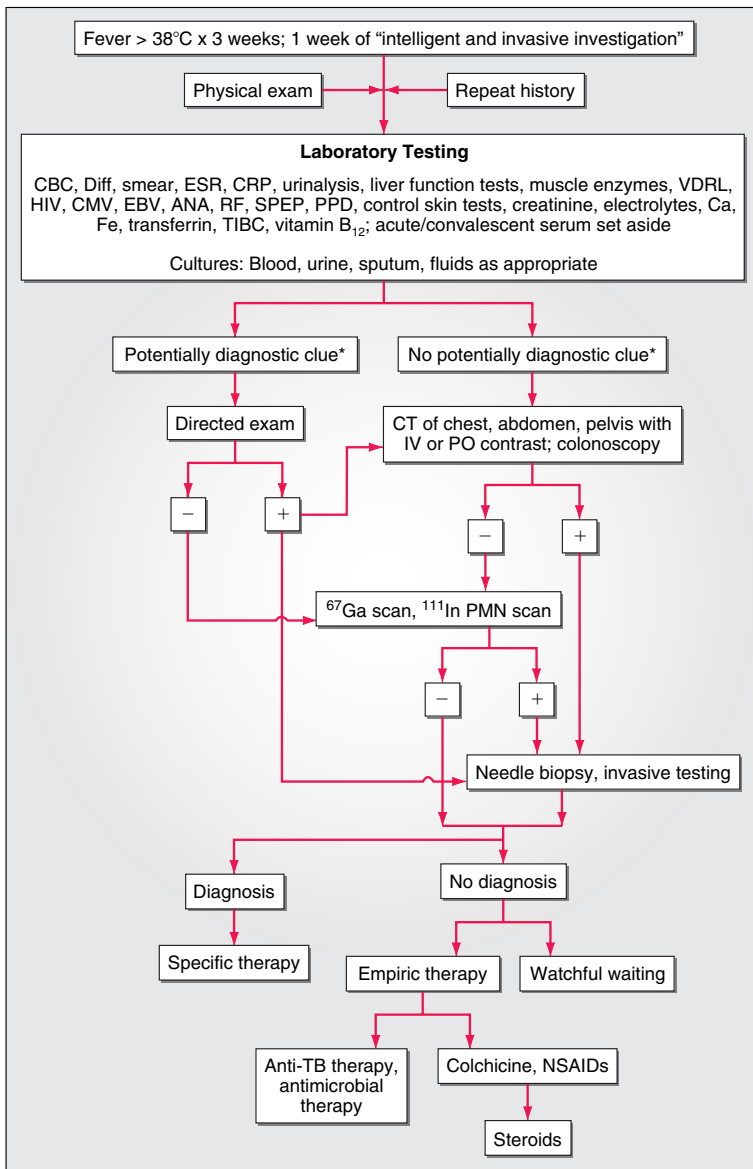 Fever > 38°C x 3 weeks; 1 week of “intelligent and invasive investigation”
Physical exam
Repeat history
Laboratory Testing
CBC, Diff, smear, ESR, CRP, urinalysis, liver function tests, muscle enzymes, VDRL,
HIV, CMV, EBV, ANA, RF, SPEP, PPD, control skin tests, creatinine, electrolytes, Ca,
Fe, transferrin, TIBC, vitamin B₁₂; acute/convalescent serum set aside
Cultures: Blood, urine, sputum, fluids as appropriate
Potentially diagnostic clue*
No potentially diagnostic clue*
Directed exam
CT of chest, abdomen, pelvis with
IV or PO contrast; colonoscopy
−
+
−
+
⁶⁷Ga scan, ¹¹¹In PMN scan
−
+
Needle biopsy, invasive testing
Diagnosis
No diagnosis
Specific therapy
Empiric therapy
Watchful waiting
Anti-TB therapy,
antimicrobial
therapy
Colchicine, NSAIDs
Steroids